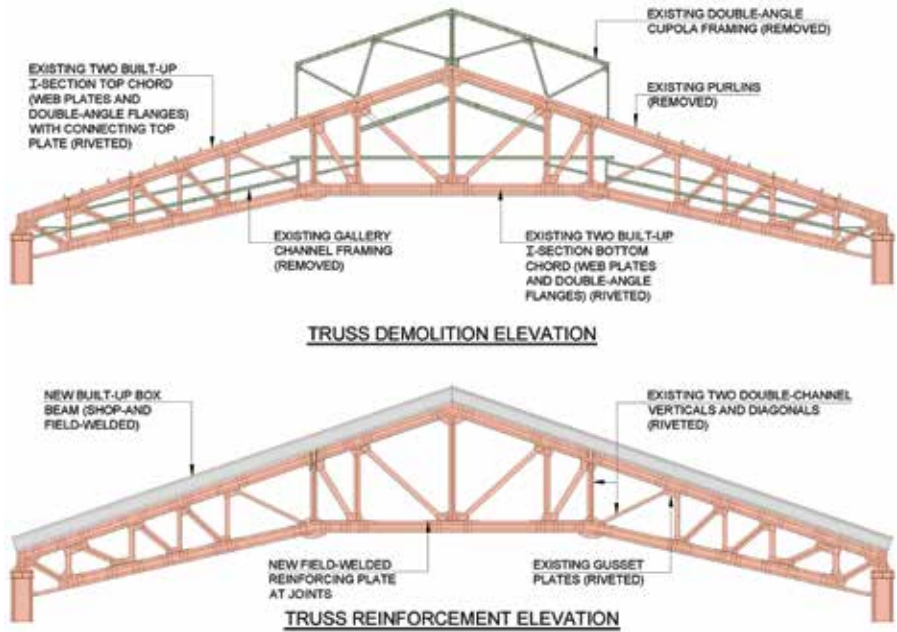 EXISTING DOUBLE-ANGLE
CUPOLA FRAMING (REMOVED)
EXISTING TWO BUILT-UP
I-SECTION TOP CHORD
(WEB PLATES AND
DOUBLE-ANGLE FLANGES)
WITH CONNECTING TOP
PLATE (RIVETED)
EXISTING PURLINS
(REMOVED)
EXISTING GALLERY
CHANNEL FRAMING
(REMOVED)
EXISTING TWO BUILT-UP
I-SECTION BOTTOM
CHORD (WEB PLATES
AND DOUBLE-ANGLE
FLANGES) (RIVETED)
TRUSS DEMOLITION ELEVATION
NEW BUILT-UP BOX
BEAM (SHOP-AND
FIELD-WELDED)
EXISTING TWO DOUBLE-CHANNEL
VERTICALS AND DIAGONALS
(RIVETED)
NEW FIELD-WELDED
REINFORCING PLATE
AT JOINTS
EXISTING GUSSET
PLATES (RIVETED)
TRUSS REINFORCEMENT ELEVATION